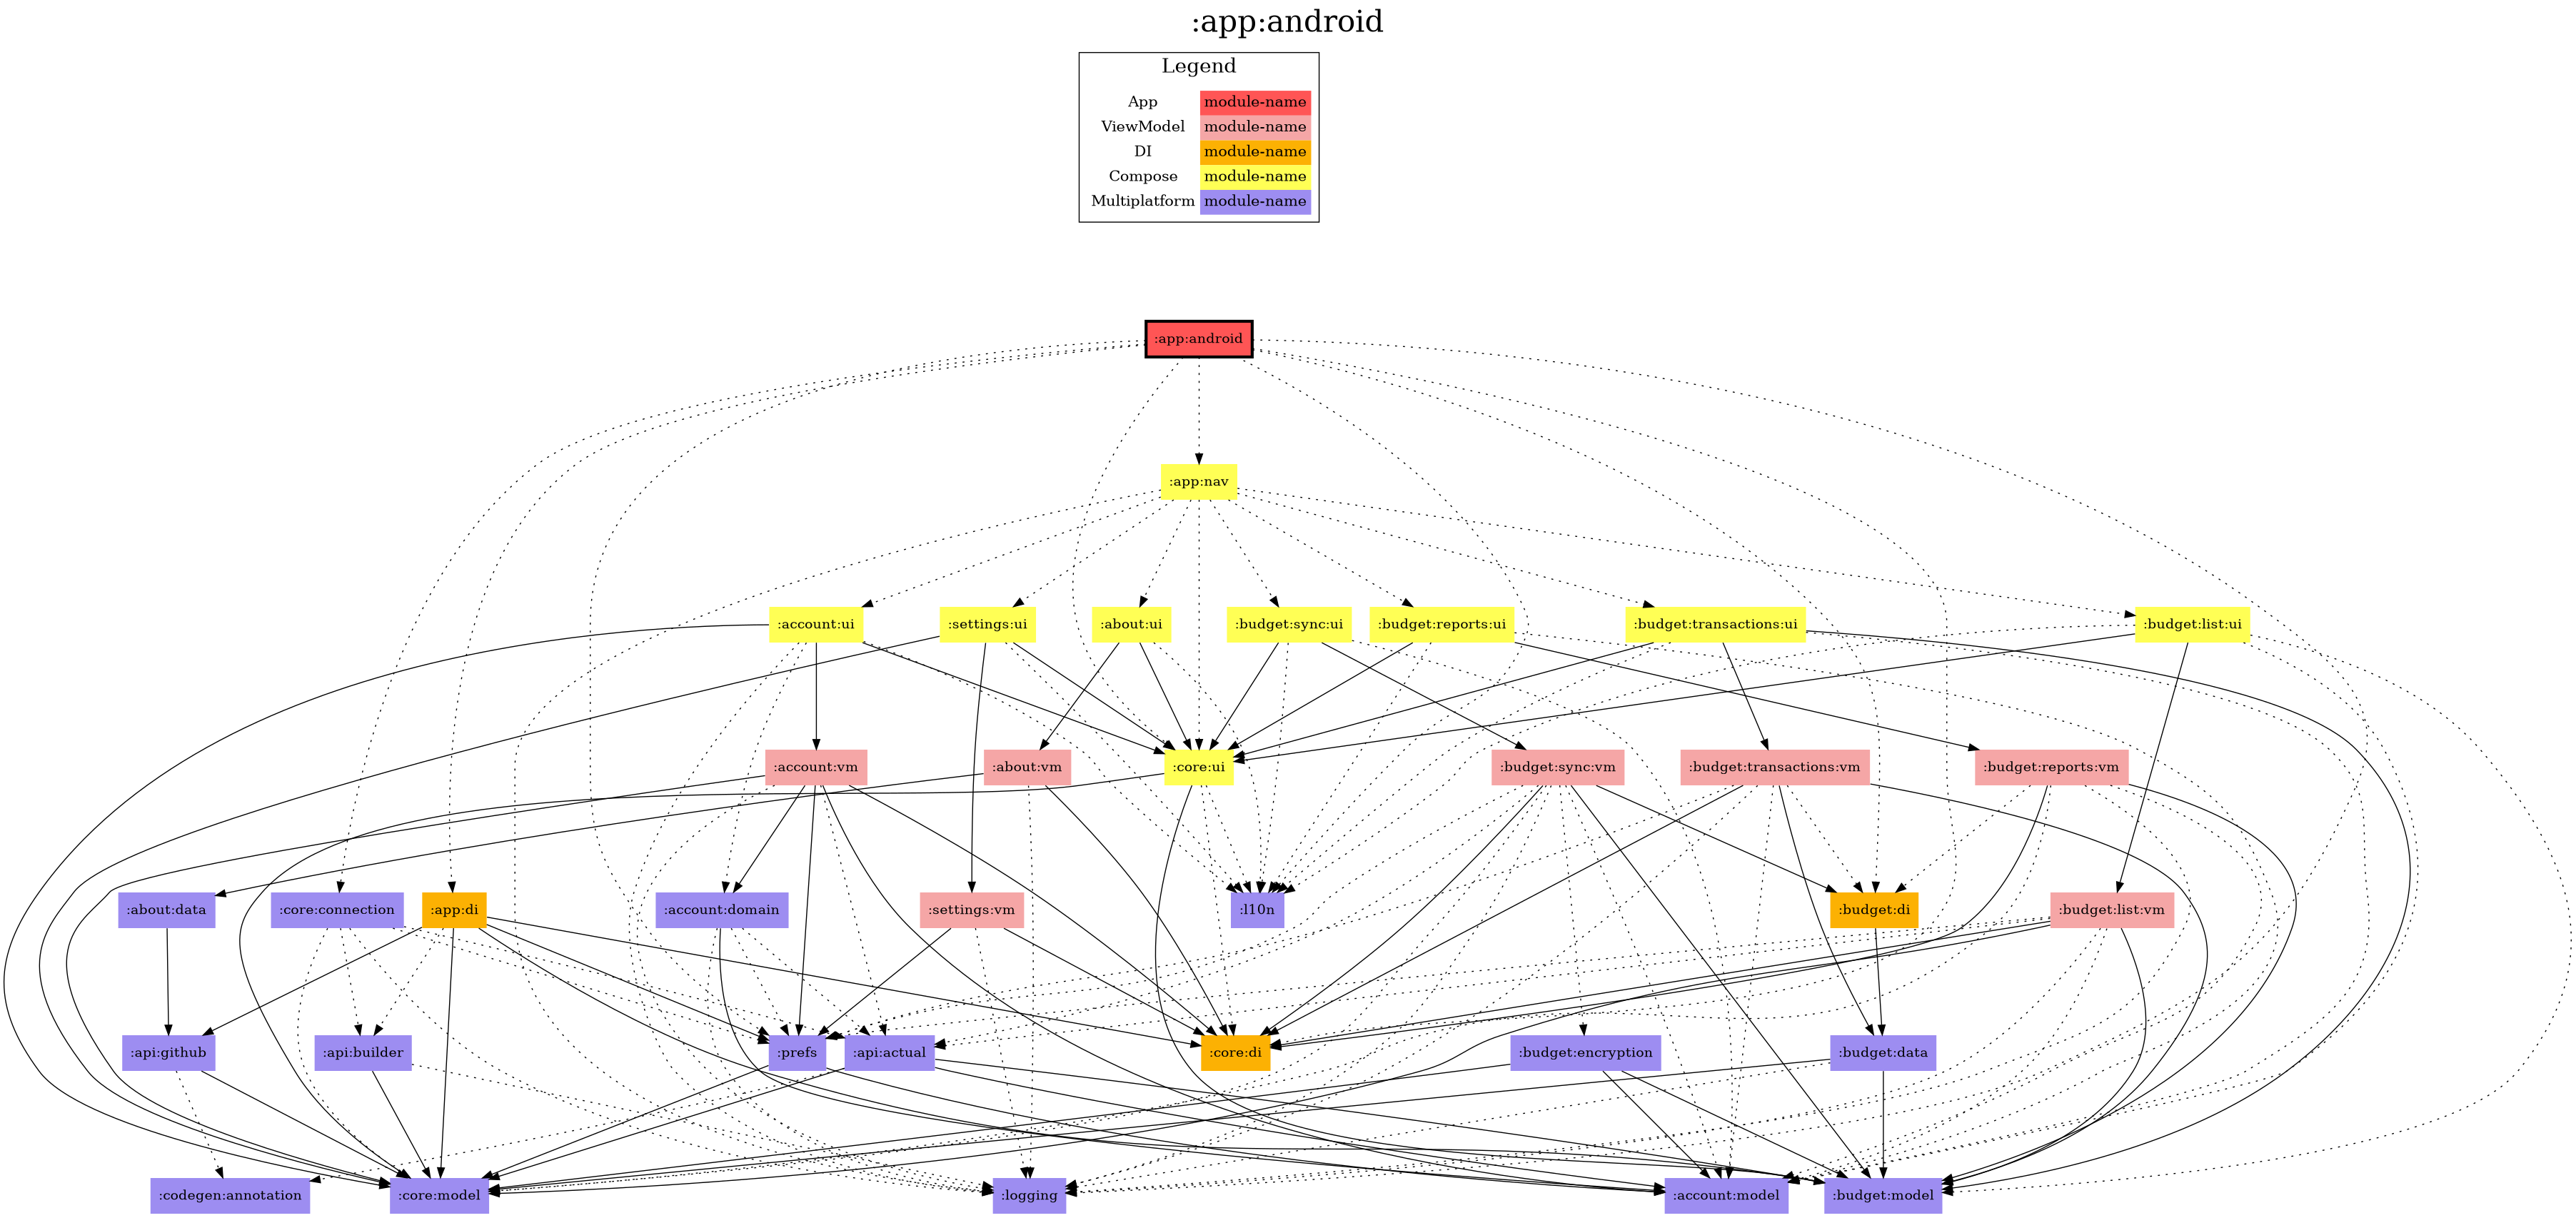 :app:android
Legend
App module-name
ViewModel module-name
DI module-name
Compose module-name
Multiplatform module-name
:app:android
:app:nav
:account:ui :settings:ui :about:ui :budget:sync:ui :budget:reports:ui :budget:transactions:ui :budget:list:ui
:account:vm :about:vm :core:ui :budget:sync:vm :budget:transactions:vm :budget:reports:vm
:about:data :core:connection :app:di :account:domain :settings:vm :l10n :budget:di :budget:list:vm
:api:github :api:builder :prefs :api:actual :core:di :budget:encryption :budget:data
:codegen:annotation :core:model :logging :account:model :budget:model